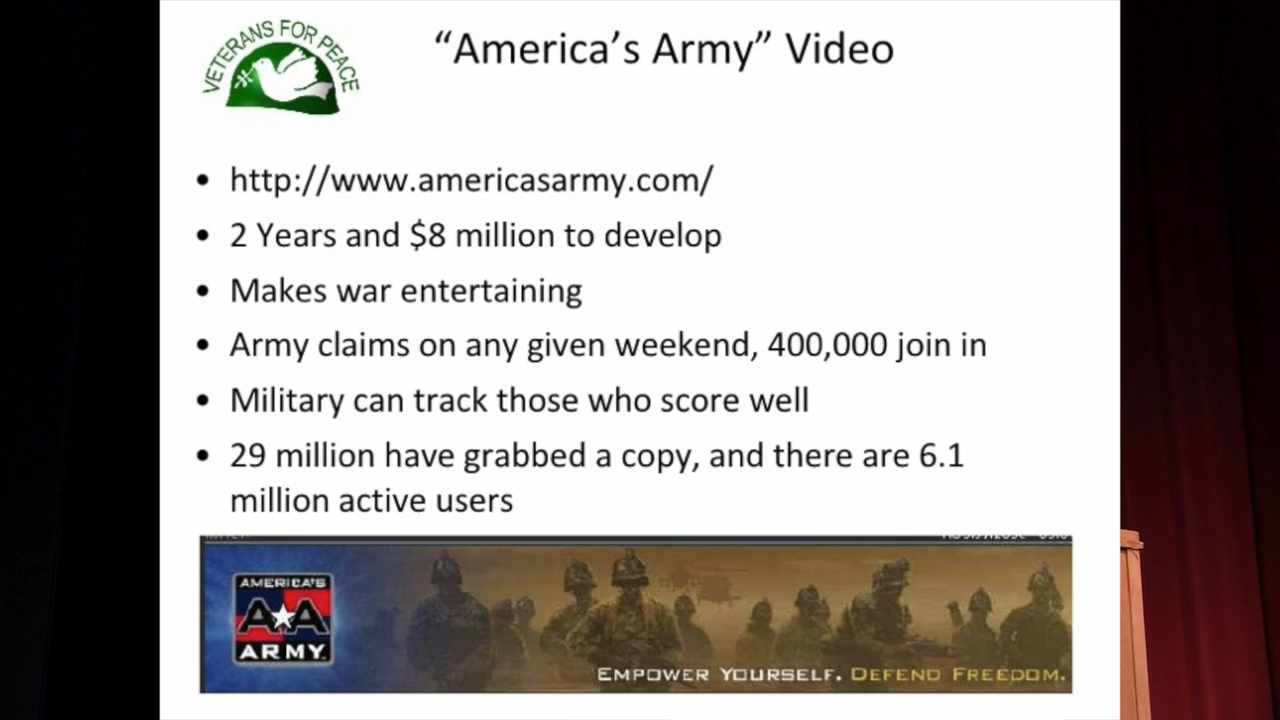 VETERANS FOR PEACE
“America’s Army” Video
• http://www.americasarmy.com/
• 2 Years and $8 million to develop
• Makes war entertaining
• Army claims on any given weekend, 400,000 join in
• Military can track those who score well
• 29 million have grabbed a copy, and there are 6.1
million active users
AMERICA'S
AA
ARMY
EMPOWER YOURSELF. DEFEND FREEDOM.